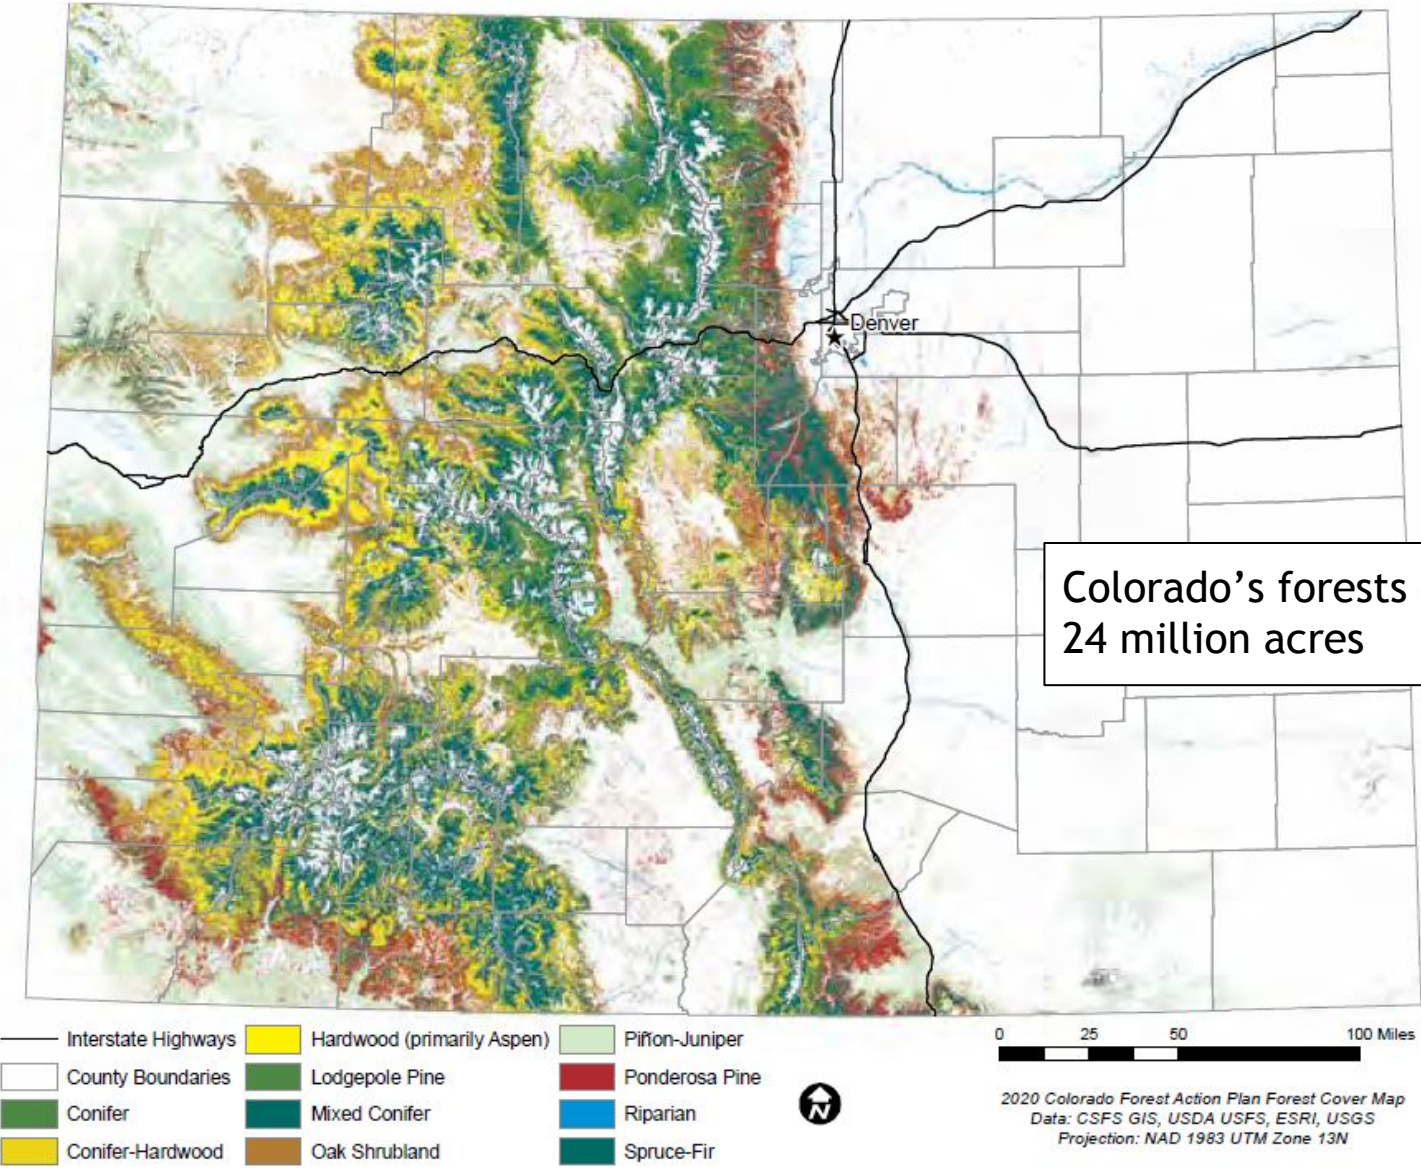 Denver
Colorado’s forests
24 million acres
Interstate Highways
County Boundaries
Conifer
Conifer-Hardwood
Hardwood (primarily Aspen)
Lodgepole Pine
Mixed Conifer
Oak Shrubland
Piñon-Juniper
Ponderosa Pine
Riparian
Spruce-Fir
N
0 25 50 100 Miles
2020 Colorado Forest Action Plan Forest Cover Map
Data: CSFS GIS, USDA USFS, ESRI, USGS
Projection: NAD 1983 UTM Zone 13N